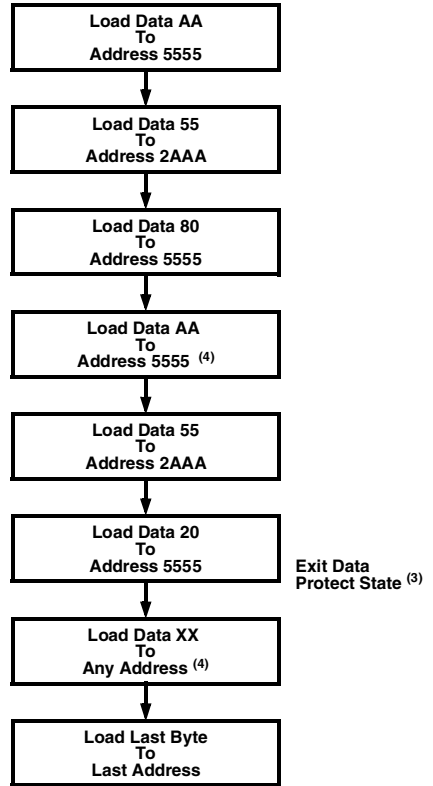 Load Data AA
To
Address 5555
Load Data 55
To
Address 2AAA
Load Data 80
To
Address 5555
Load Data AA
To
Address 5555 (4)
Load Data 55
To
Address 2AAA
Load Data 20
To
Address 5555
Exit Data
Protect State (3)
Load Data XX
To
Any Address (4)
Load Last Byte
To
Last Address